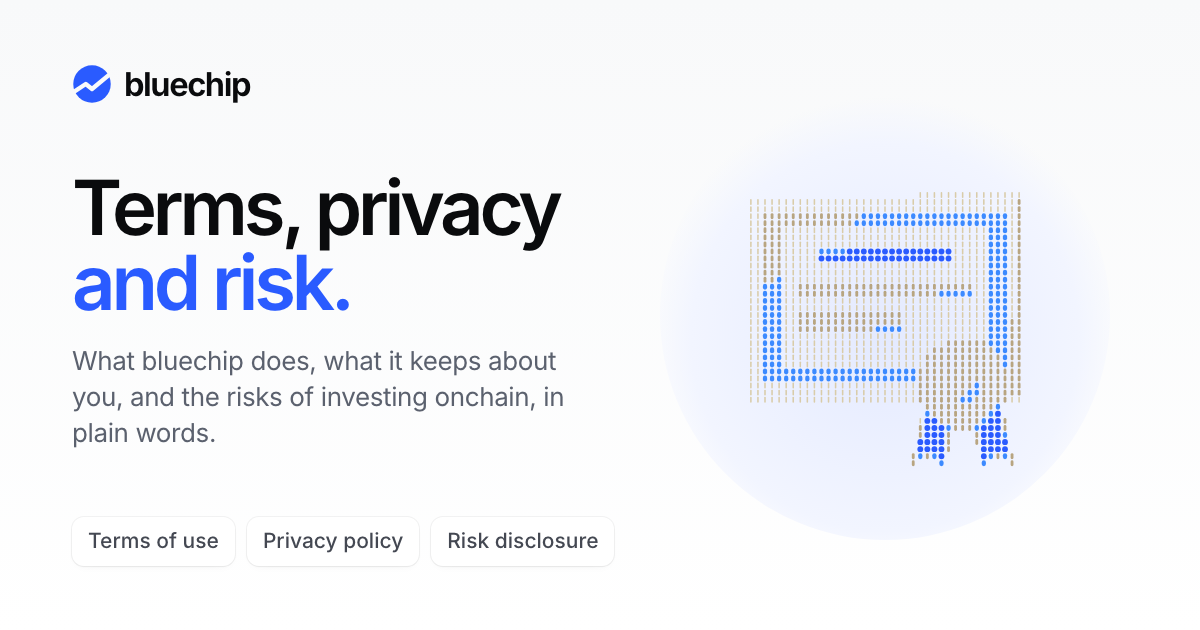 bluechip
Terms, privacy
and risk.
What bluechip does, what it keeps about
you, and the risks of investing onchain, in
plain words.
Terms of use
Privacy policy
Risk disclosure